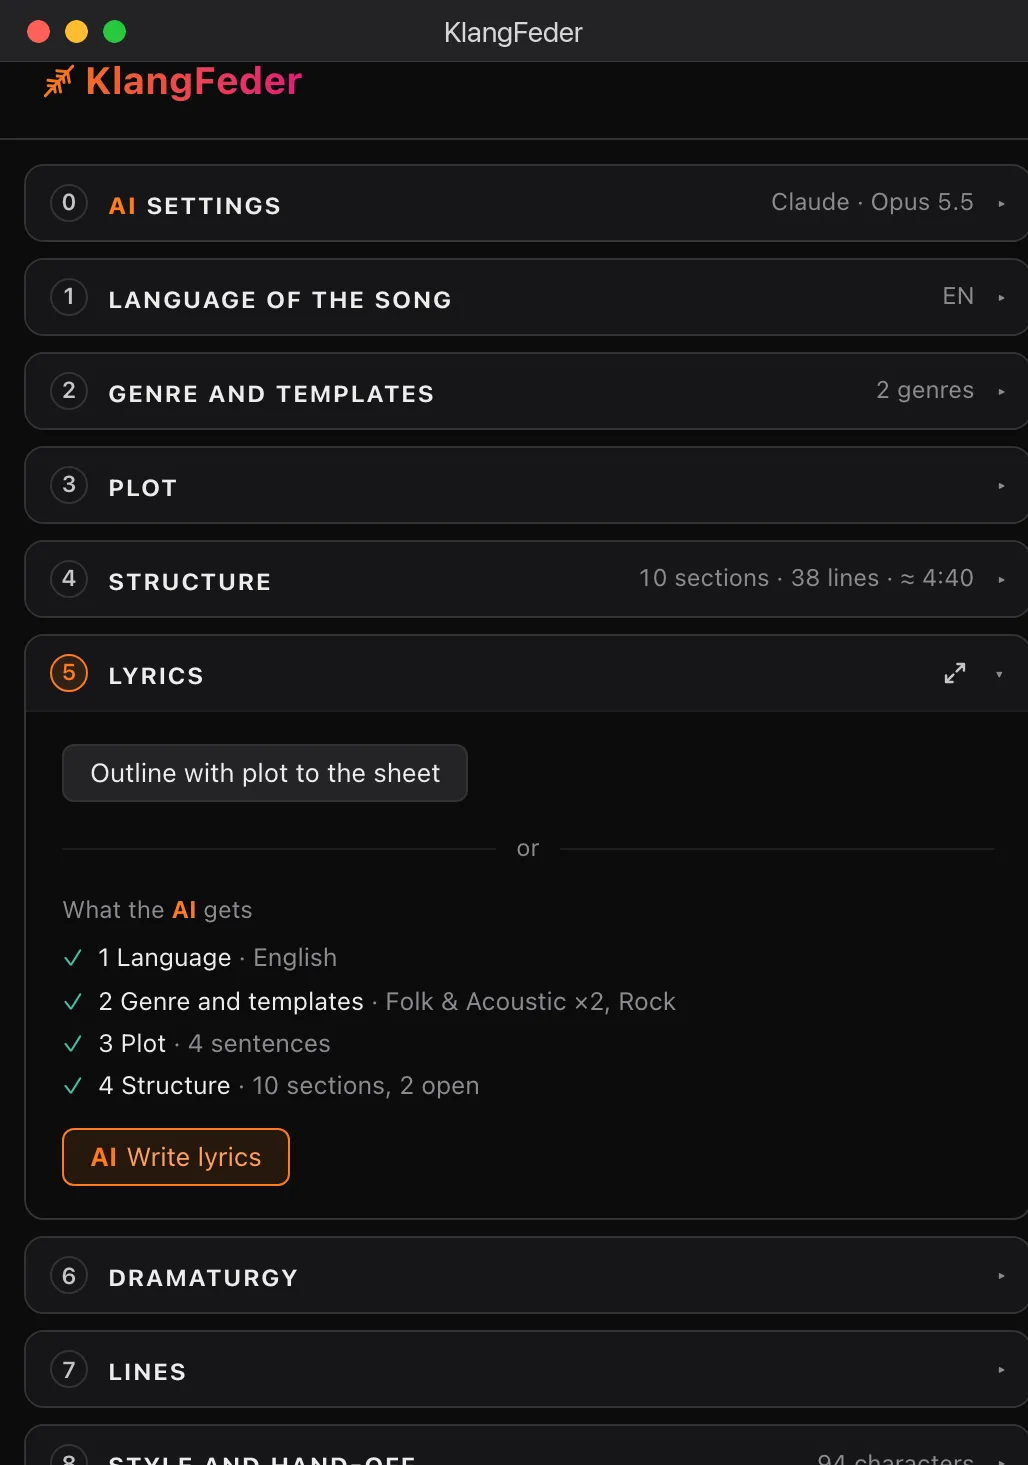 KlangFeder
KlangFeder
0 AI SETTINGS Claude · Opus 5.5 ▸
1 LANGUAGE OF THE SONG EN ▸
2 GENRE AND TEMPLATES 2 genres ▸
3 PLOT ▸
4 STRUCTURE 10 sections · 38 lines · ≈ 4:40 ▸
5 LYRICS ▾
Outline with plot to the sheet
or
What the AI gets
✓ 1 Language · English
✓ 2 Genre and templates · Folk & Acoustic ×2, Rock
✓ 3 Plot · 4 sentences
✓ 4 Structure · 10 sections, 2 open
AI Write lyrics
6 DRAMATURGY ▸
7 LINES ▸
8 STYLE AND HAND-OFF 94 characters ▸